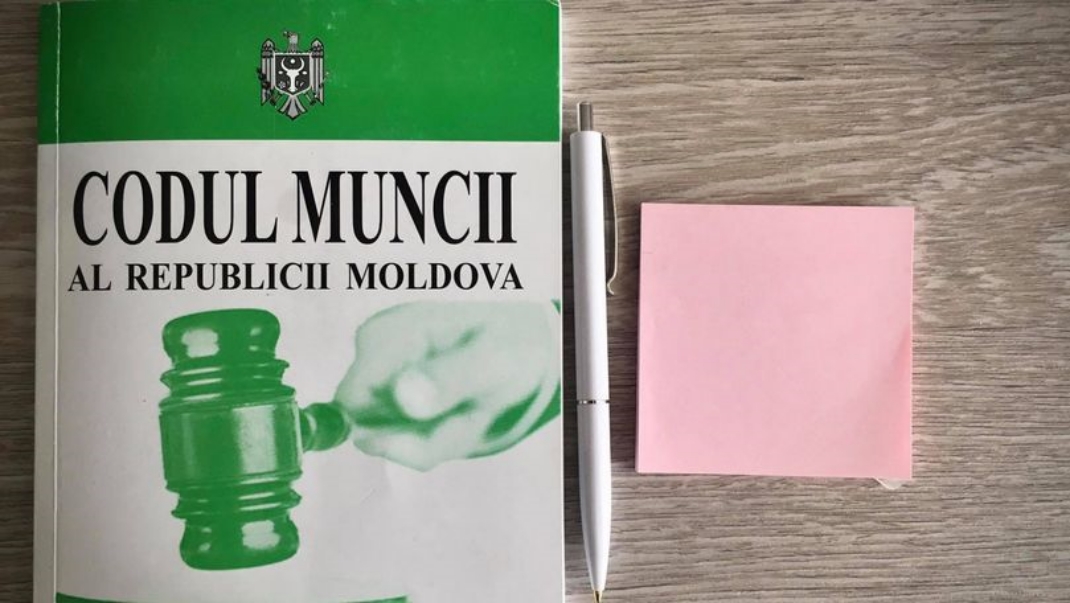 CODUL MUNCII
AL REPUBLICII MOLDOVA